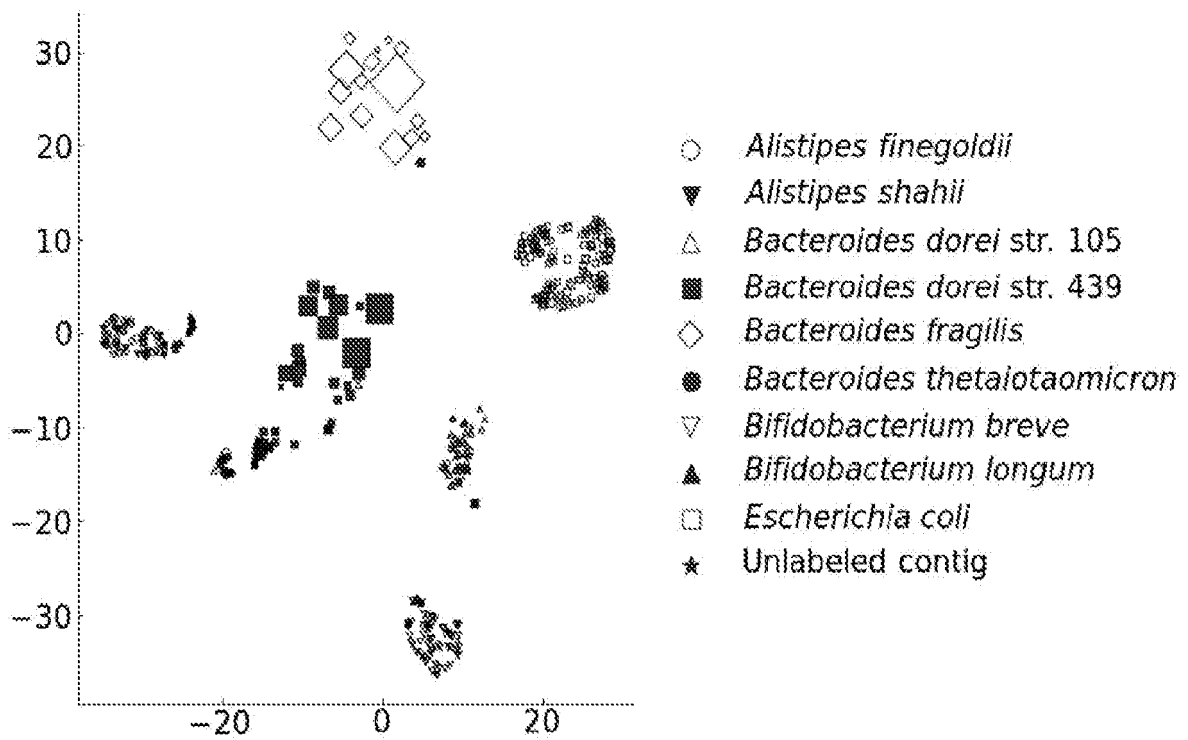 30
20
10
0
−10
−20
−30
−20 0 20
Alistipes finegoldii
Alistipes shahii
Bacteroides dorei str. 105
Bacteroides dorei str. 439
Bacteroides fragilis
Bacteroides thetaiotaomicron
Bifidobacterium breve
Bifidobacterium longum
Escherichia coli
Unlabeled contig